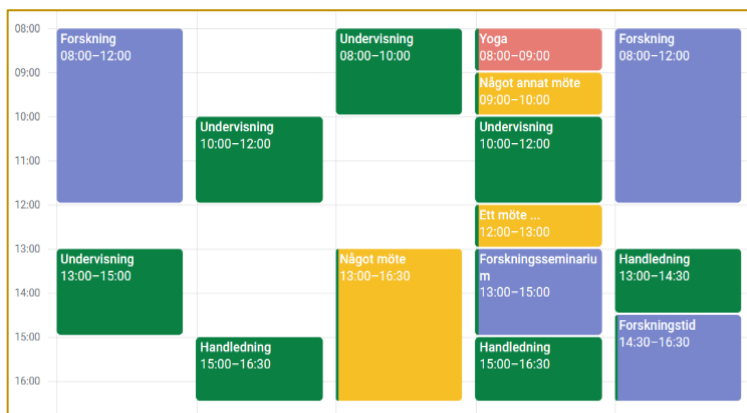 08:00
09:00
10:00
11:00
12:00
13:00
14:00
15:00
16:00
Forskning
08:00–12:00
Undervisning
13:00–15:00
Undervisning
10:00–12:00
Handledning
15:00–16:30
Undervisning
08:00–10:00
Något möte
13:00–16:30
Yoga
08:00–09:00
Något annat möte
09:00–10:00
Undervisning
10:00–12:00
Ett möte ...
12:00–13:00
Forskningsseminariu
m
13:00–15:00
Handledning
15:00–16:30
Forskning
08:00–12:00
Handledning
13:00–14:30
Forskningstid
14:30–16:30